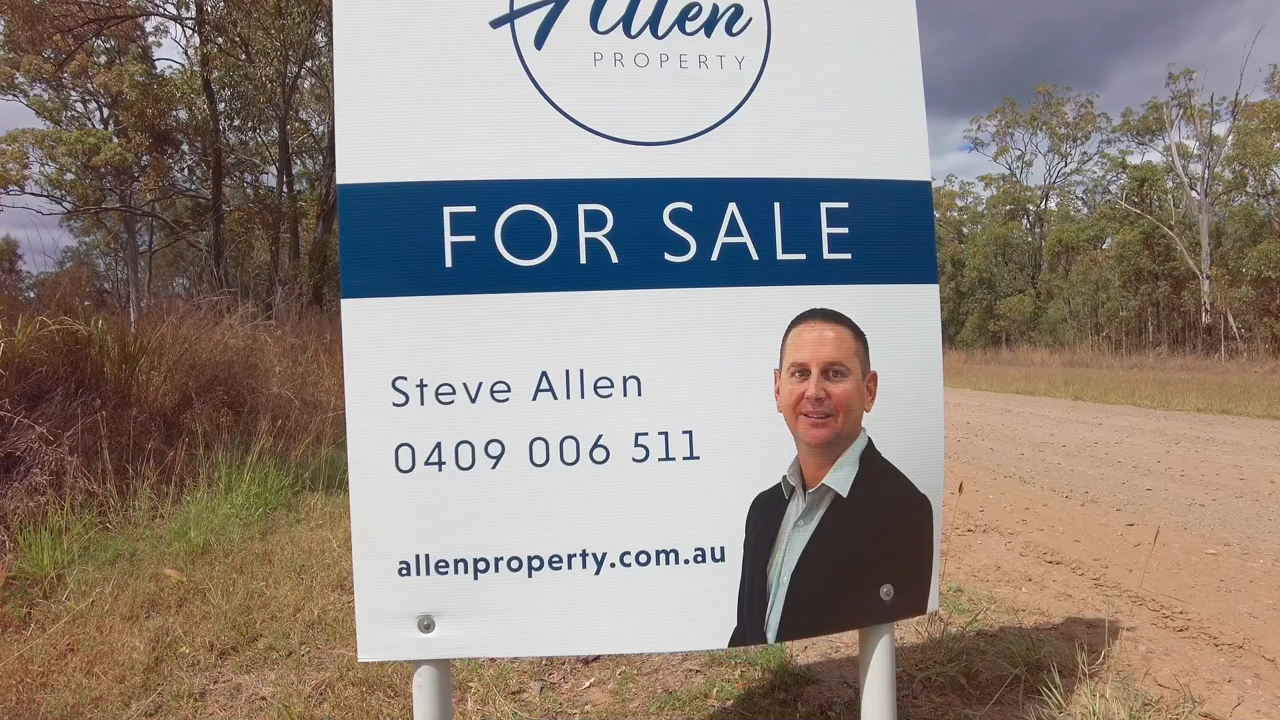 Allen
PROPERTY
FOR SALE
Steve Allen
0409 006 511
allenproperty.com.au